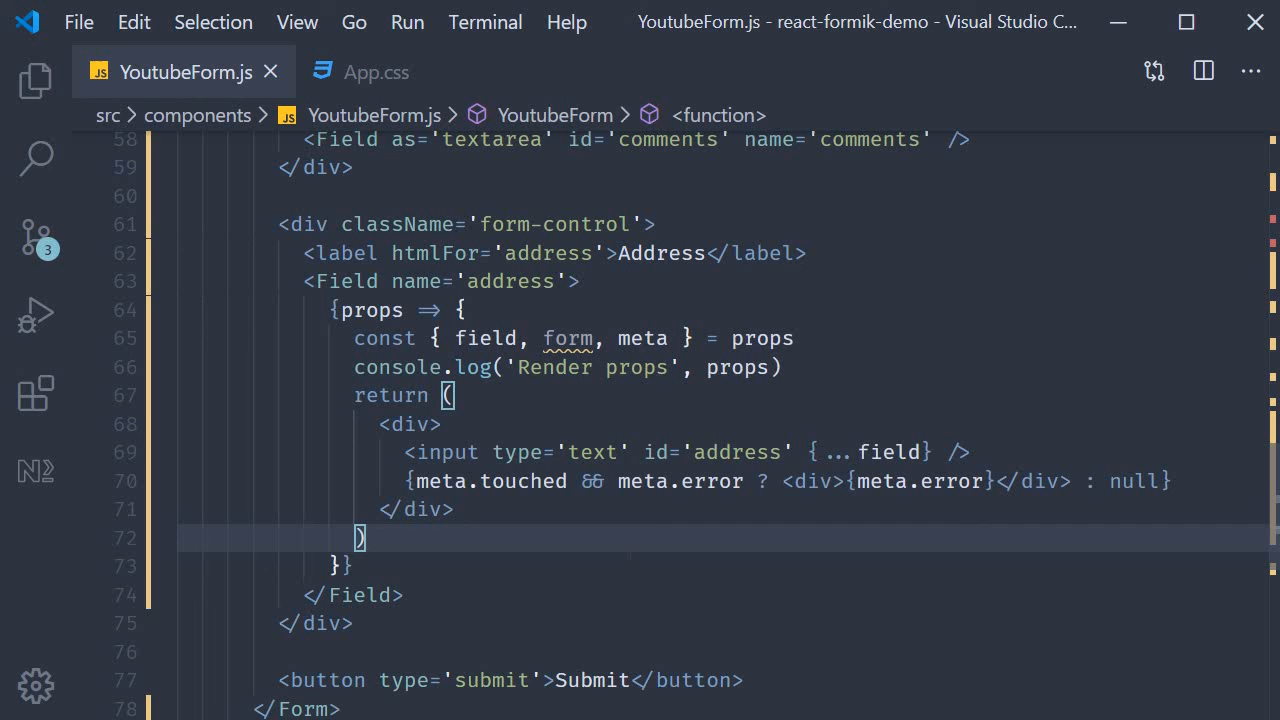 File Edit Selection View Go Run Terminal Help YoutubeForm.js - react-formik-demo - Visual Studio C...
JS YoutubeForm.js App.css
src > components > JS YoutubeForm.js > YoutubeForm > <function>
58 <Field as='textarea' id='comments' name='comments' />
59 </div>
60
61 <div className='form-control'>
62 <label htmlFor='address'>Address</label>
63 <Field name='address'>
64 {props => {
65 const { field, form, meta } = props
66 console.log('Render props', props)
67 return (
68 <div>
69 <input type='text' id='address' {...field} />
70 {meta.touched && meta.error ? <div>{meta.error}</div> : null}
71 </div>
72 )
73 }}
74 </Field>
75 </div>
76
77 <button type='submit'>Submit</button>
78 </Form>
3